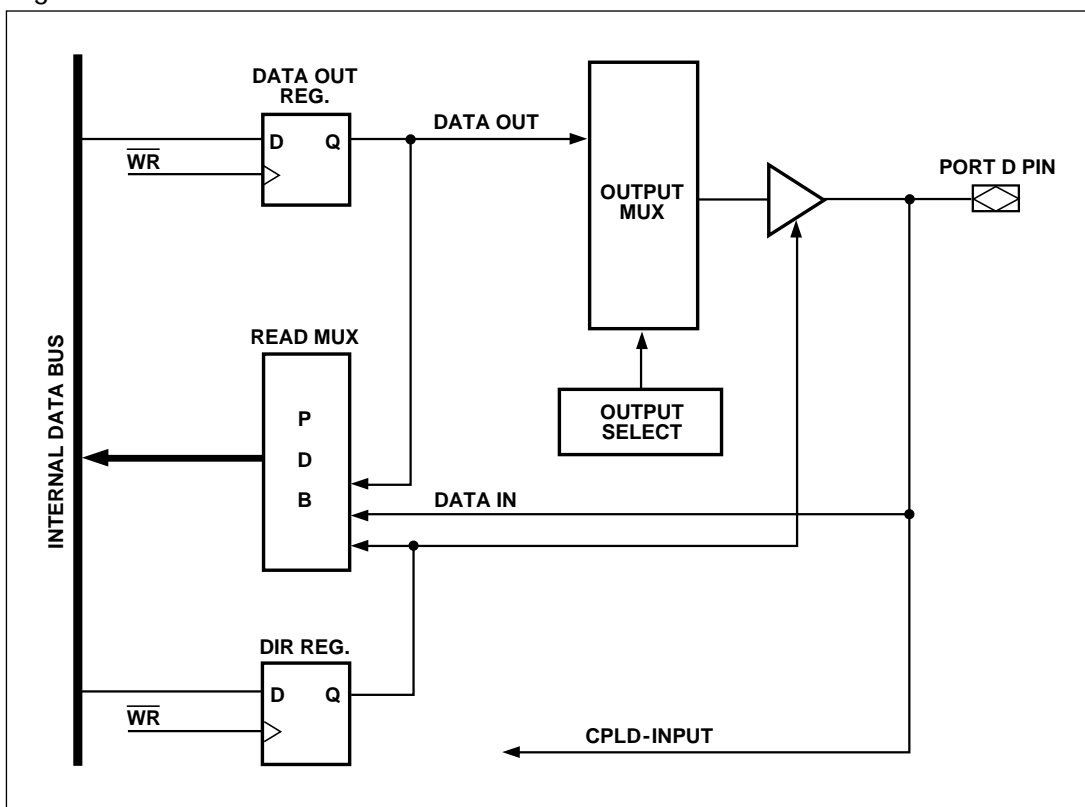 DATA OUT
REG.
D Q
WR
DATA OUT
OUTPUT
MUX
PORT D PIN
READ MUX
P
D
B
OUTPUT
SELECT
DATA IN
INTERNAL DATA BUS
DIR REG.
D Q
WR
CPLD-INPUT